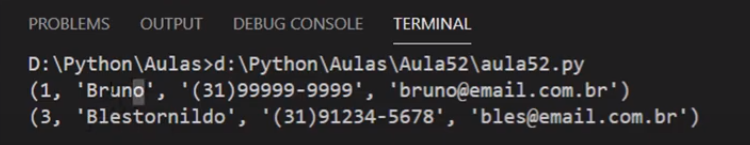 PROBLEMS OUTPUT DEBUG CONSOLE TERMINAL
D:\Python\Aulas>d:\Python\Aulas\Aula52\aula52.py
(1, 'Bruno', '(31)99999-9999', 'bruno@email.com.br')
(3, 'Blestornildo', '(31)91234-5678', 'bles@email.com.br')